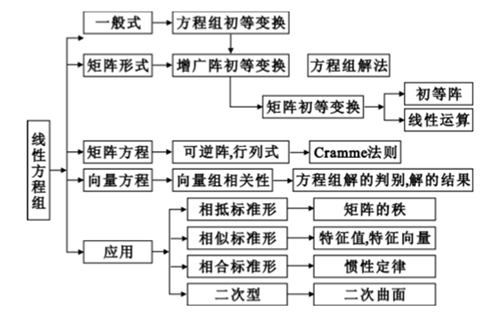 一般式
方程组初等变换
矩阵形式
增广阵初等变换
方程组解法
矩阵初等变换
初等阵
线性运算
线性方程组
矩阵方程
可逆阵,行列式
Cramme法则
向量方程
向量组相关性
方程组解的判别,解的结果
应用
相抵标准形
矩阵的秩
相似标准形
特征值,特征向量
相合标准形
惯性定律
二次型
二次曲面